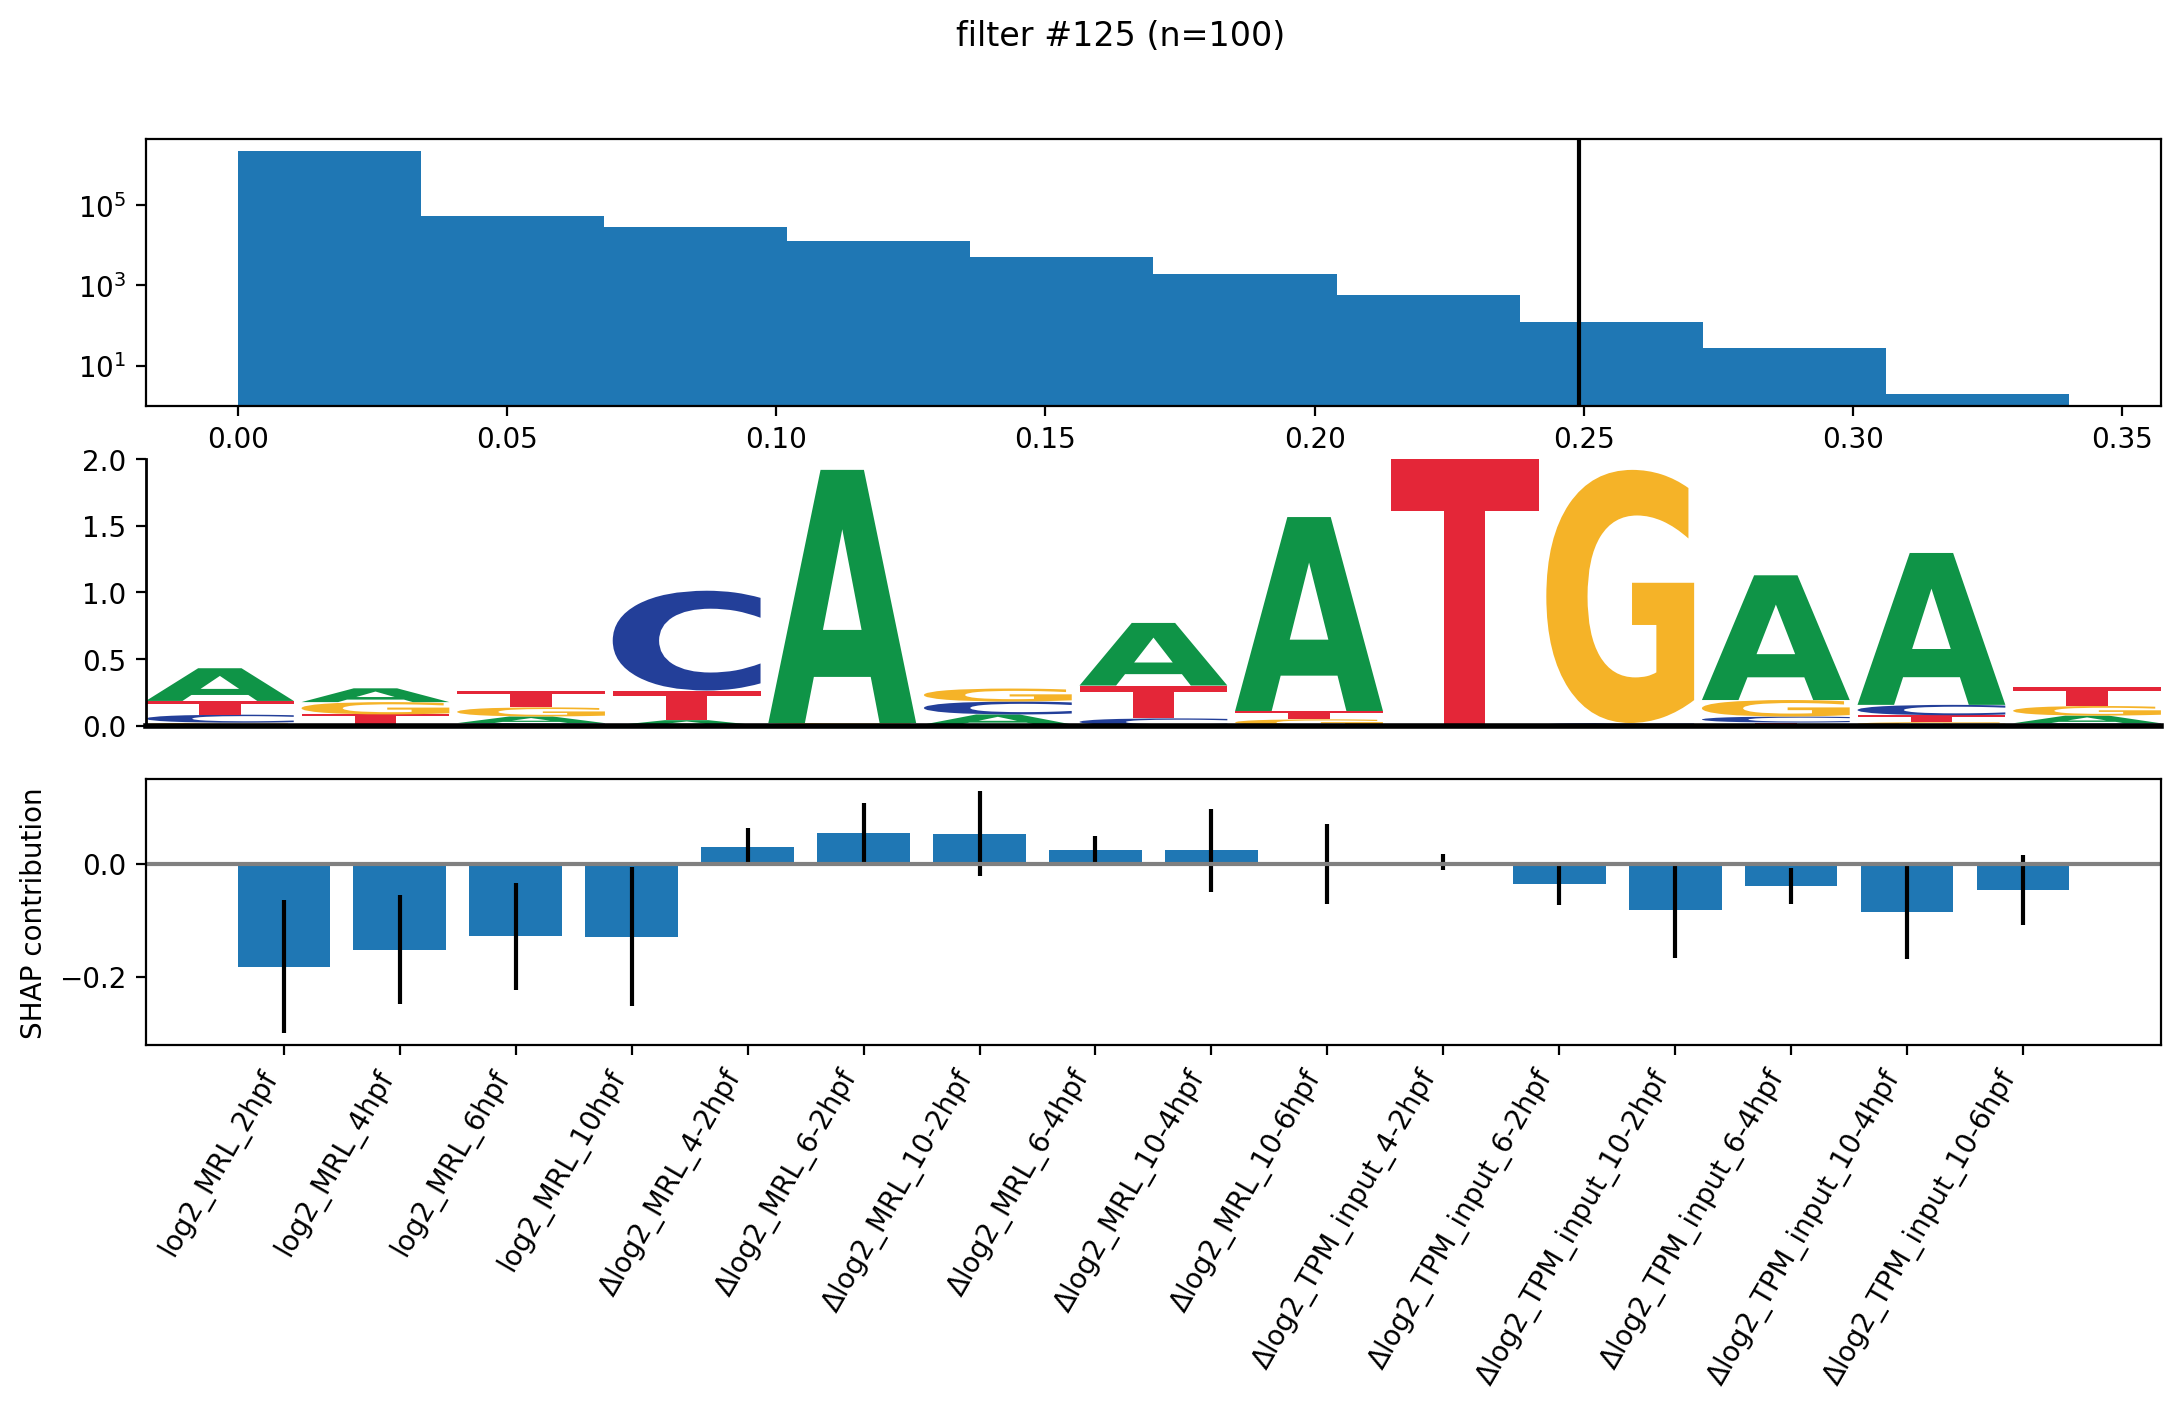 filter #125 (n=100)
10^5
10^3
10^1
0.00 0.05 0.10 0.15 0.20 0.25 0.30 0.35
2.0
1.5
1.0
0.5
0.0
A T C
A G T
T G A
C T A
A
G C A
A T C
A T G
T
G
A G C
A C T
T G A
SHAP contribution
0.0
−0.2
log2_MRL_2hpf
log2_MRL_4hpf
log2_MRL_6hpf
log2_MRL_10hpf
Δlog2_MRL_4-2hpf
Δlog2_MRL_6-2hpf
Δlog2_MRL_10-2hpf
Δlog2_MRL_6-4hpf
Δlog2_MRL_10-4hpf
Δlog2_MRL_10-6hpf
Δlog2_TPM_input_4-2hpf
Δlog2_TPM_input_6-2hpf
Δlog2_TPM_input_10-2hpf
Δlog2_TPM_input_6-4hpf
Δlog2_TPM_input_10-4hpf
Δlog2_TPM_input_10-6hpf